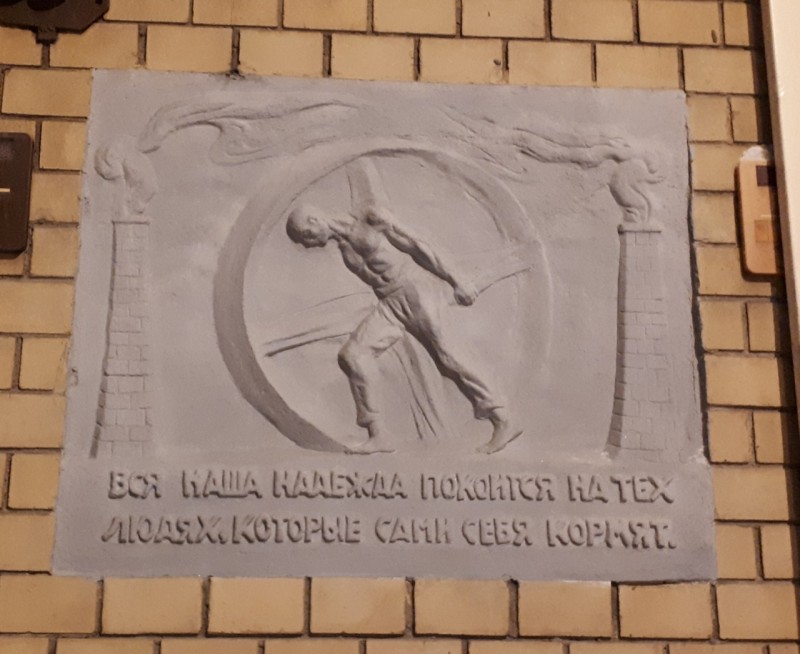 ВСЯ НАША НАДЕЖДА ПОКОИТСЯ НА ТЕХ
ЛЮДЯХ, КОТОРЫЕ САМИ СЕБЯ КОРМЯТ.